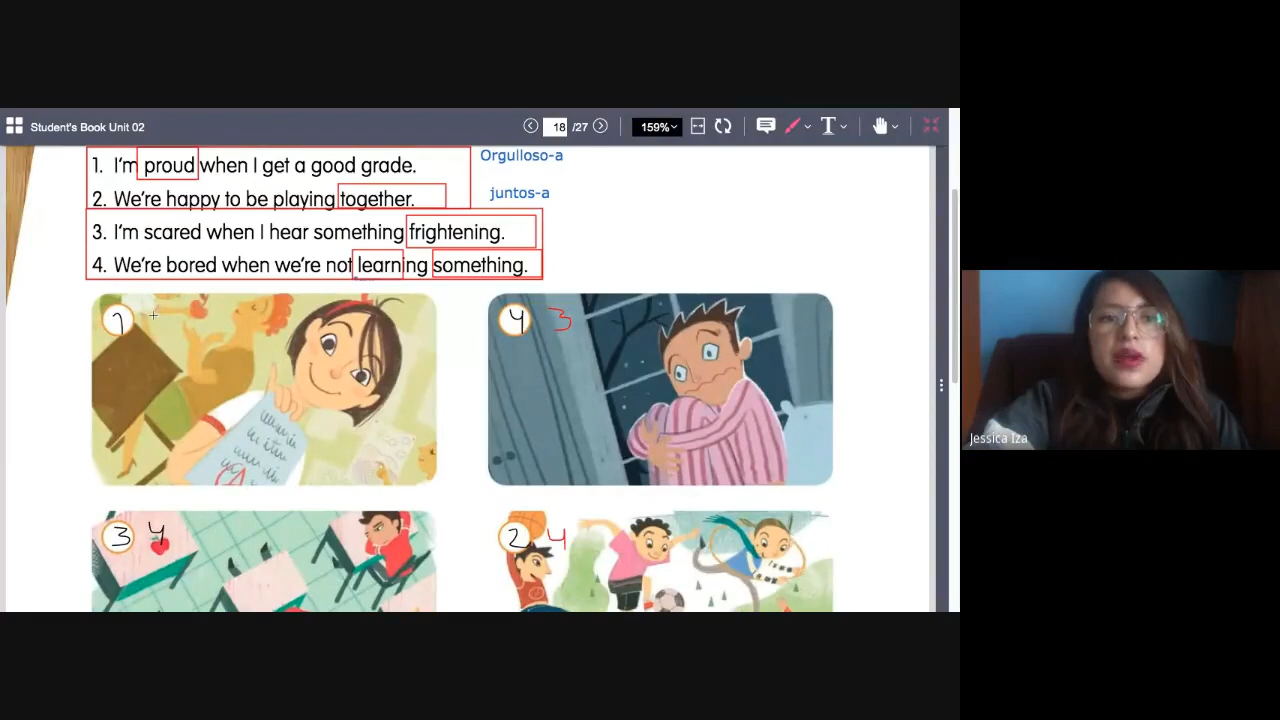 Student's Book Unit 02
18 /27
159%
T
1. I'm proud when I get a good grade.
Orgulloso-a
2. We're happy to be playing together.
juntos-a
3. I'm scared when I hear something frightening.
4. We're bored when we're not learning something.
1
4 3
3 4
2 4
A
Jessica Iza